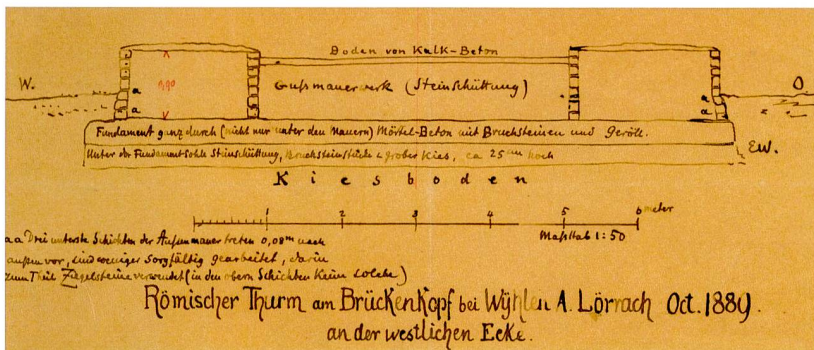 Boden von Kalk-Beton
W.
0,90
Gußmauerwerk (Steinschüttung)
O
a
a
a
a
Fundament ganz durch (nicht nur unter den Mauern) Mörtel-Beton mit Bruchsteinen und Geröll.
Unter der Fundamentsohle Steinschüttung, Bruchsteinstücke & grober Kies, ca 25 cm hoch
EW.
Kiesboden
1 2 3 4 5 6 meter
Maßstab 1:50
a a Drei unterste Schichten der Außenmauer treten 0,08m nach
außen vor, sind weniger sorgfältig gearbeitet, darin
zum Theil Ziegelsteine verwendet (in den obern Schichten keine solche)
Römischer Thurm am Brückenkopf bei Wÿhlen A. Lörrach Oct. 1889.
an der westlichen Ecke.